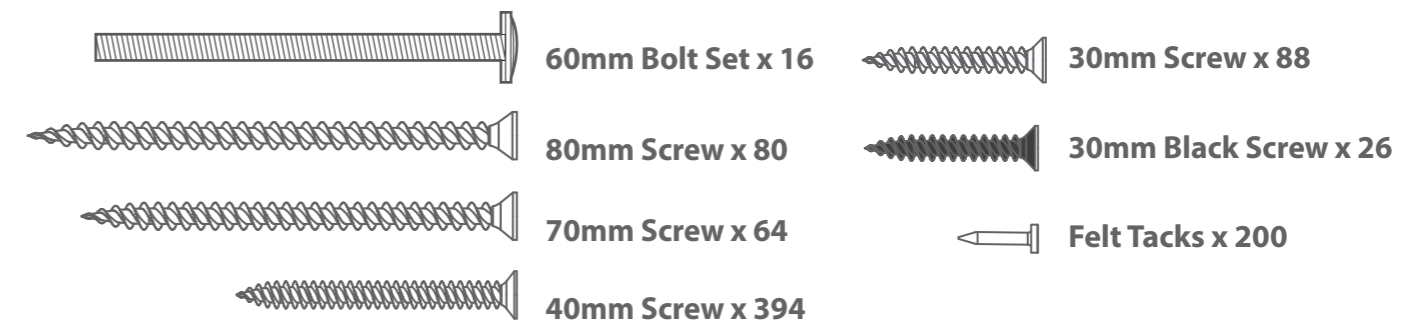 60mm Bolt Set x 16
80mm Screw x 80
70mm Screw x 64
40mm Screw x 394
30mm Screw x 88
30mm Black Screw x 26
Felt Tacks x 200